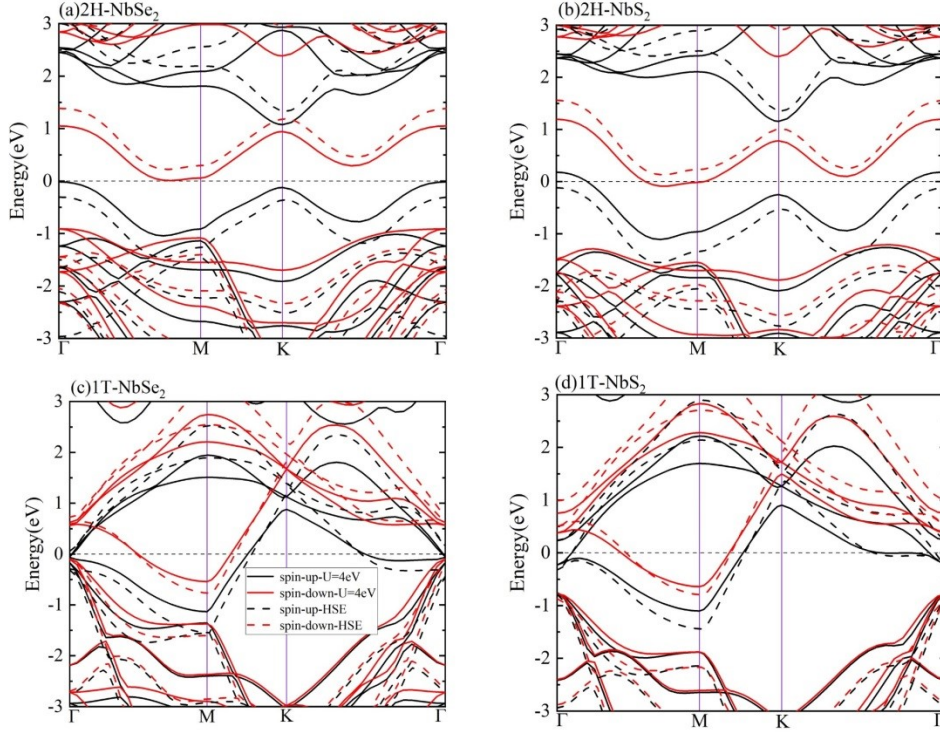 (a)2H-NbSe2
(b)2H-NbS2
Energy(eV)
3
2
1
0
-1
-2
-3
Γ
M
K
Γ
Energy(eV)
3
2
1
0
-1
-2
-3
Γ
M
K
Γ
(c)1T-NbSe2
(d)1T-NbS2
Energy(eV)
3
2
1
0
-1
-2
-3
Γ
M
K
Γ
spin-up-U=4eV
spin-down-U=4eV
spin-up-HSE
spin-down-HSE
Energy(eV)
3
2
1
0
-1
-2
-3
Γ
M
K
Γ